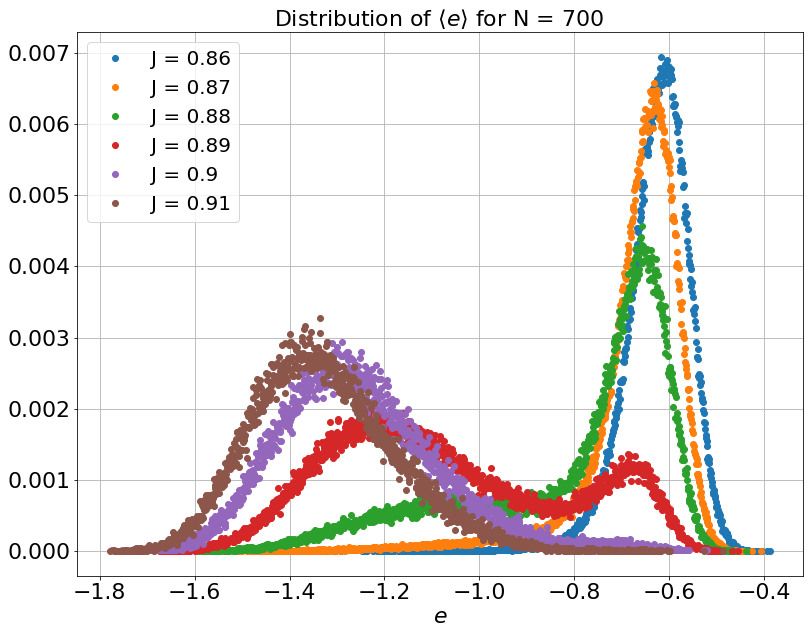 Distribution of ⟨e⟩ for N = 700
J = 0.86
J = 0.87
J = 0.88
J = 0.89
J = 0.9
J = 0.91
0.007
0.006
0.005
0.004
0.003
0.002
0.001
0.000
−1.8 −1.6 −1.4 −1.2 −1.0 −0.8 −0.6 −0.4
e